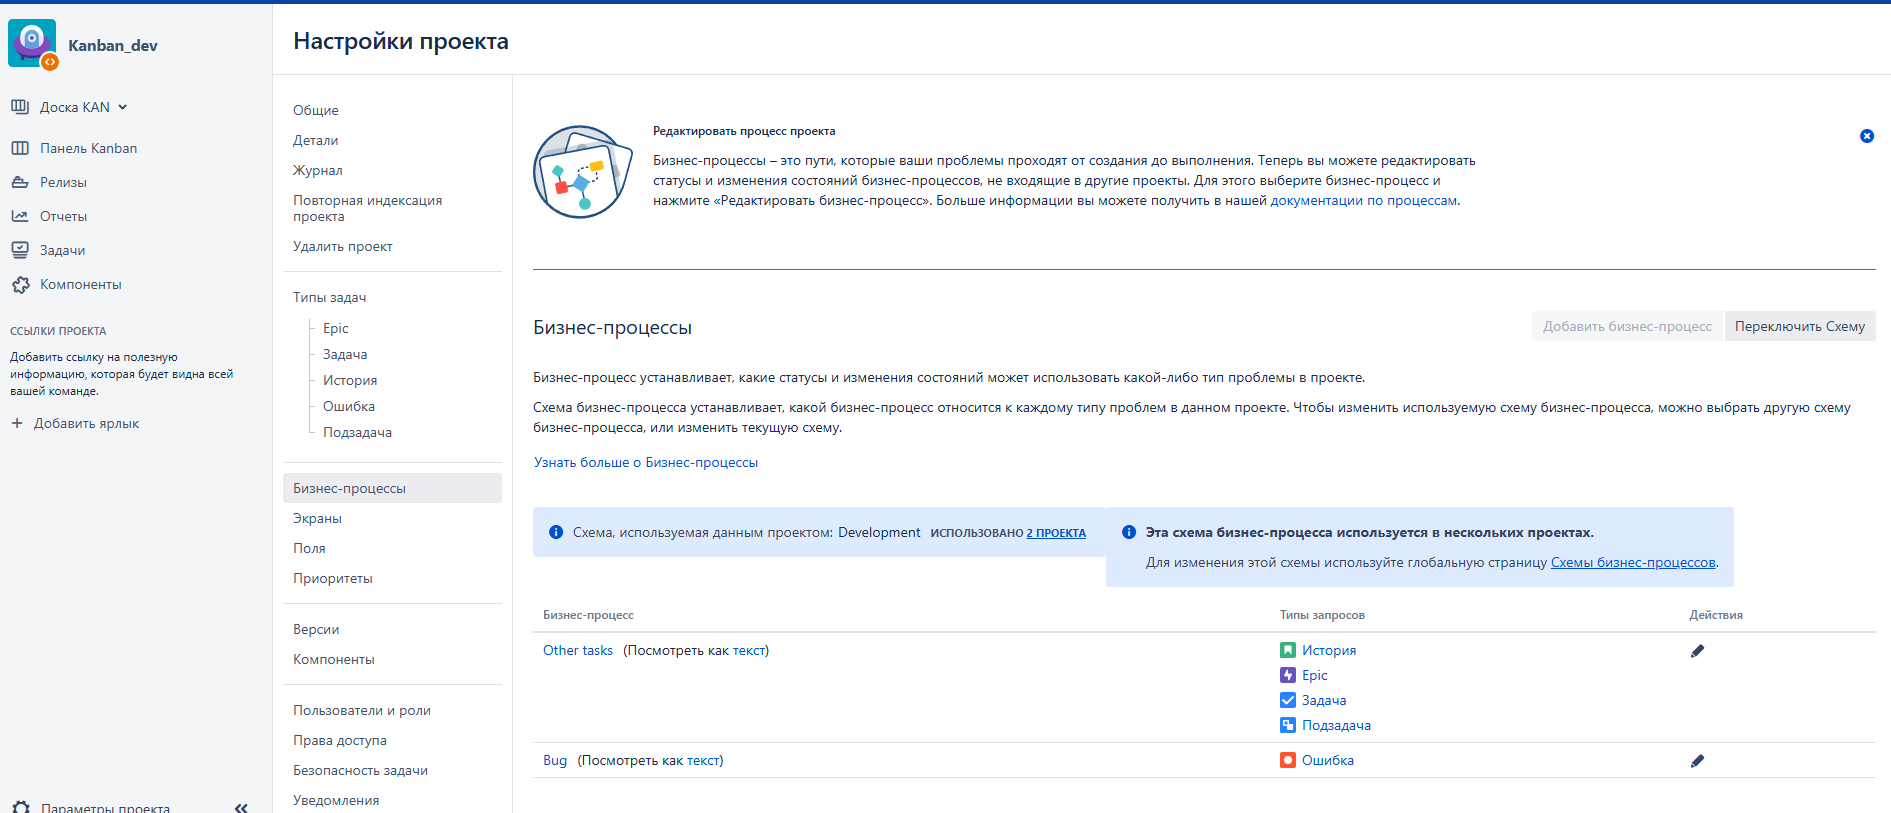 Kanban_dev
Доска KAN
Панель Kanban
Релизы
Отчеты
Задачи
Компоненты
ССЫЛКИ ПРОЕКТА
Добавить ссылку на полезную
информацию, которая будет видна всей
вашей команде.
Добавить ярлык
Параметры проекта
Настройки проекта
Общие
Детали
Журнал
Повторная индексация
проекта
Удалить проект
Типы задач
Epic
Задача
История
Ошибка
Подзадача
Бизнес-процессы
Экраны
Поля
Приоритеты
Версии
Компоненты
Пользователи и роли
Права доступа
Безопасность задачи
Уведомления
Редактировать процесс проекта
Бизнес-процессы – это пути, которые ваши проблемы проходят от создания до выполнения. Теперь вы можете редактировать
статусы и изменения состояний бизнес-процессов, не входящие в другие проекты. Для этого выберите бизнес-процесс и
нажмите «Редактировать бизнес-процесс». Больше информации вы можете получить в нашей документации по процессам.
Бизнес-процессы
Добавить бизнес-процесс
Переключить Схему
Бизнес-процесс устанавливает, какие статусы и изменения состояний может использовать какой-либо тип проблемы в проекте.
Схема бизнес-процесса устанавливает, какой бизнес-процесс относится к каждому типу проблем в данном проекте. Чтобы изменить используемую схему бизнес-процесса, можно выбрать другую схему
бизнес-процесса, или изменить текущую схему.
Узнать больше о Бизнес-процессы
Схема, используемая данным проектом: Development ИСПОЛЬЗОВАНО 2 ПРОЕКТА
Эта схема бизнес-процесса используется в нескольких проектах.
Для изменения этой схемы используйте глобальную страницу Схемы бизнес-процессов.
Бизнес-процесс Типы запросов Действия
Other tasks (Посмотреть как текст) История
Epic
Задача
Подзадача
Bug (Посмотреть как текст) Ошибка